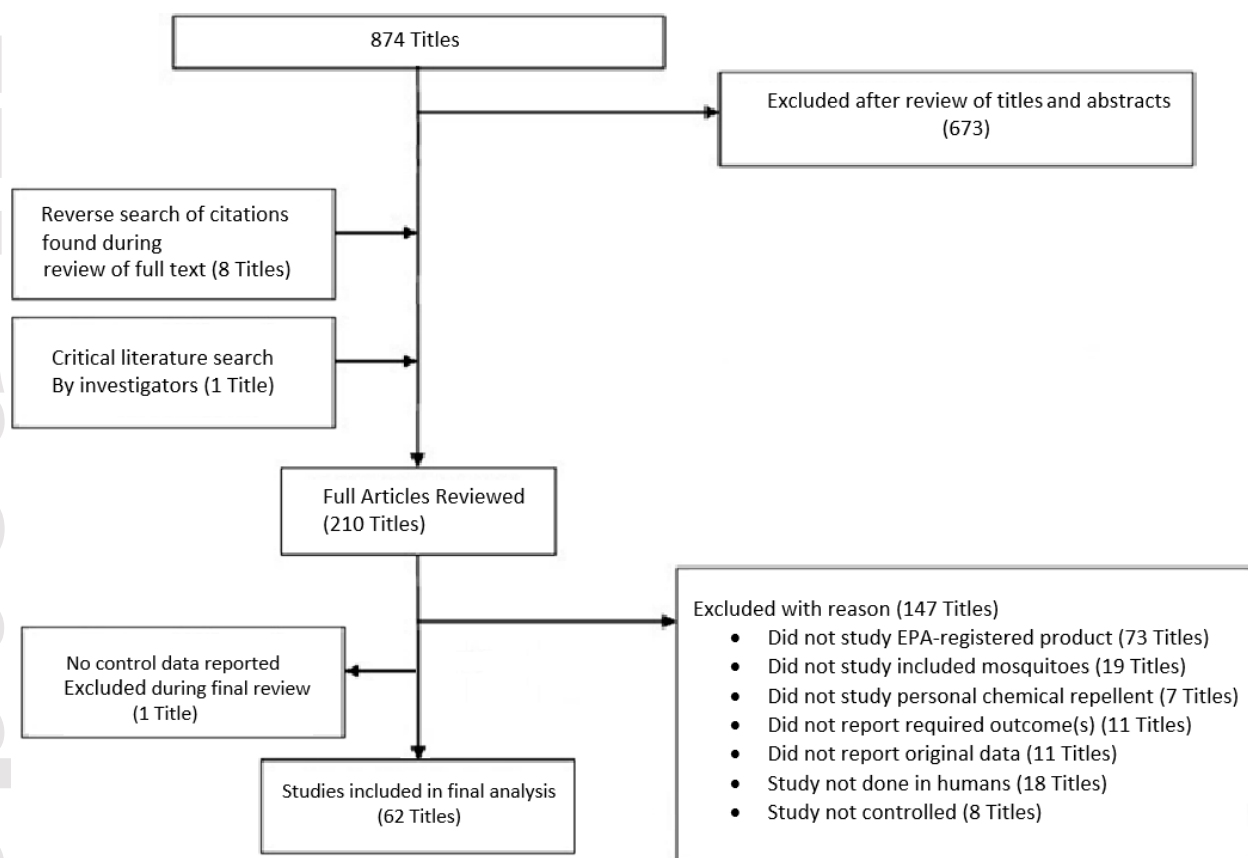 874 Titles
Excluded after review of titles and abstracts
(673)
Reverse search of citations
found during
review of full text (8 Titles)
Critical literature search
By investigators (1 Title)
Full Articles Reviewed
(210 Titles)
Excluded with reason (147 Titles)
• Did not study EPA-registered product (73 Titles)
• Did not study included mosquitoes (19 Titles)
• Did not study personal chemical repellent (7 Titles)
• Did not report required outcome(s) (11 Titles)
• Did not report original data (11 Titles)
• Study not done in humans (18 Titles)
• Study not controlled (8 Titles)
No control data reported
Excluded during final review
(1 Title)
Studies included in final analysis
(62 Titles)